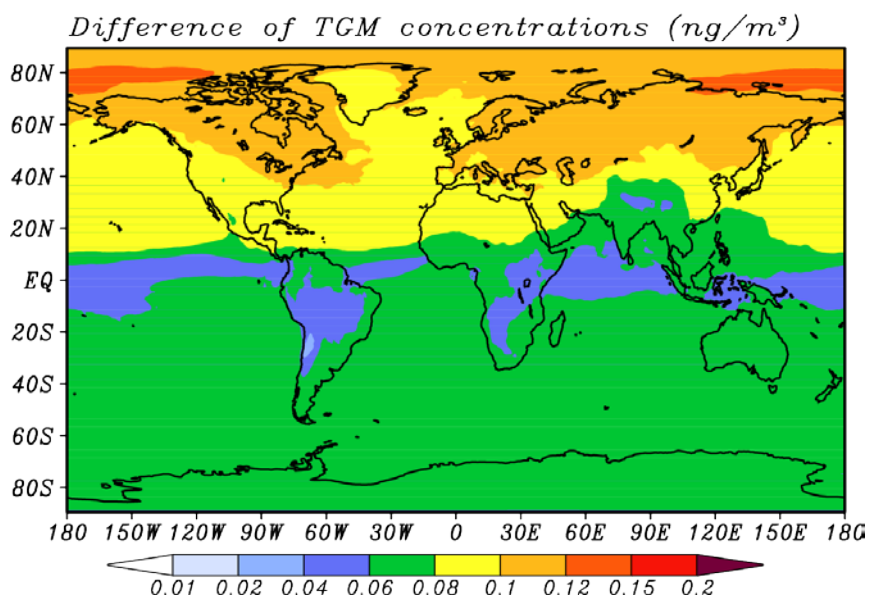 Difference of TGM concentrations (ng/m³)
80N
60N
40N
20N
EQ
20S
40S
60S
80S
180 150W 120W 90W 60W 30W 0 30E 60E 90E 120E 150E 180
0.01 0.02 0.04 0.06 0.08 0.1 0.12 0.15 0.2